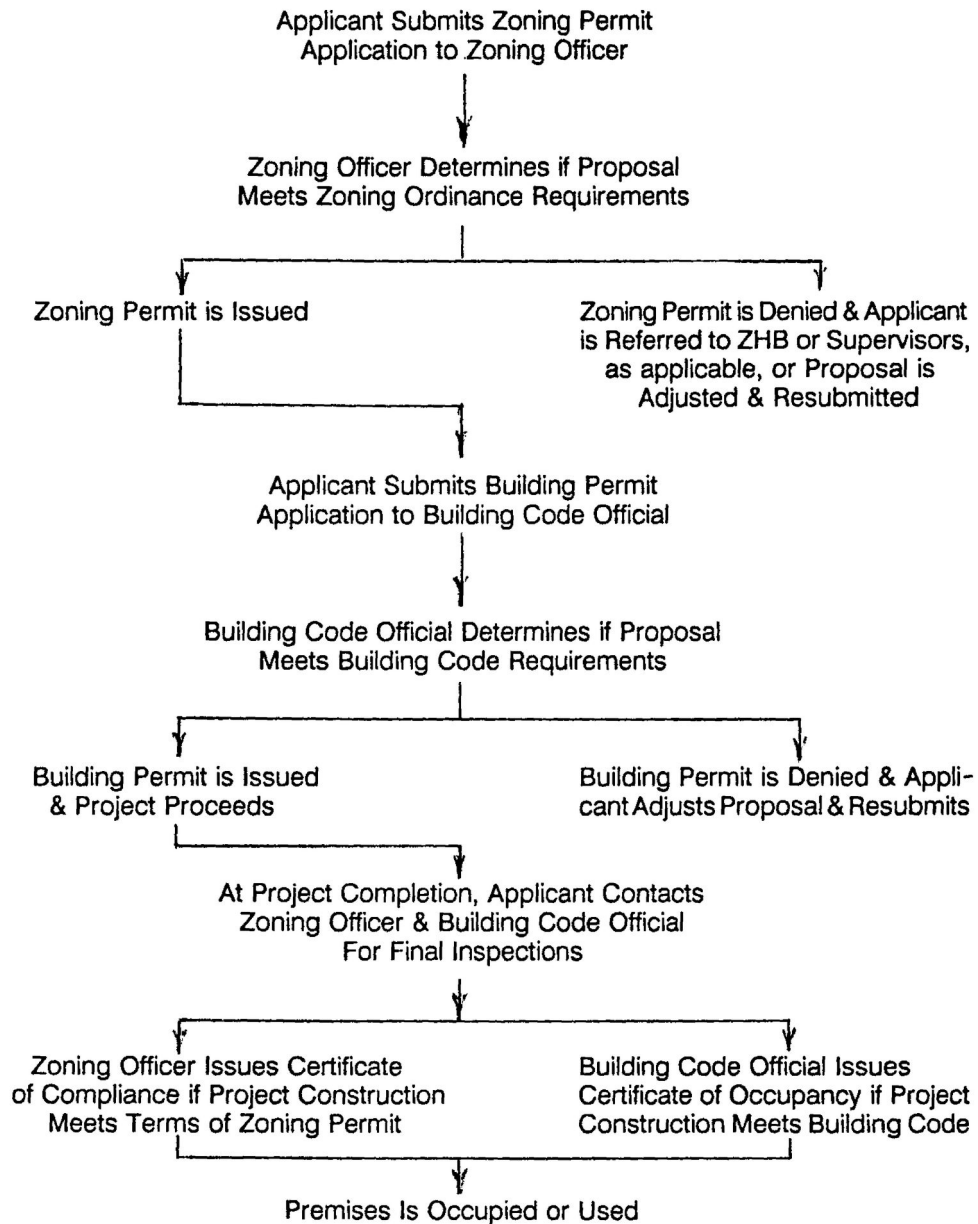 Applicant Submits Zoning Permit
Application to Zoning Officer
Zoning Officer Determines if Proposal
Meets Zoning Ordinance Requirements
Zoning Permit is Issued
Zoning Permit is Denied & Applicant
is Referred to ZHB or Supervisors,
as applicable, or Proposal is
Adjusted & Resubmitted
Applicant Submits Building Permit
Application to Building Code Official
Building Code Official Determines if Proposal
Meets Building Code Requirements
Building Permit is Issued
& Project Proceeds
Building Permit is Denied & Appli-
cant Adjusts Proposal & Resubmits
At Project Completion, Applicant Contacts
Zoning Officer & Building Code Official
For Final Inspections
Zoning Officer Issues Certificate
of Compliance if Project Construction
Meets Terms of Zoning Permit
Building Code Official Issues
Certificate of Occupancy if Project
Construction Meets Building Code
Premises Is Occupied or Used